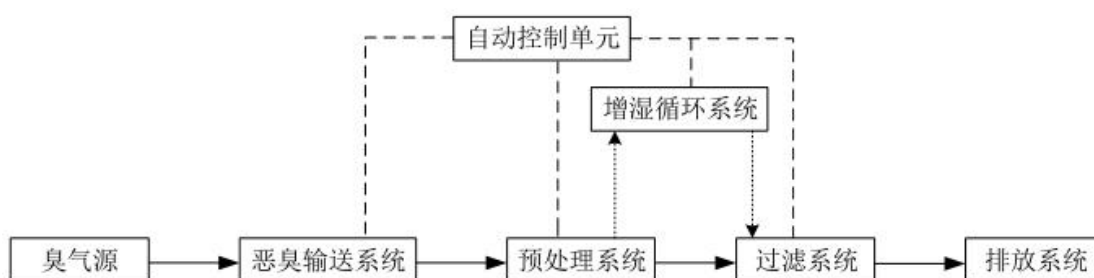 自动控制单元
增湿循环系统
臭气源
恶臭输送系统
预处理系统
过滤系统
排放系统